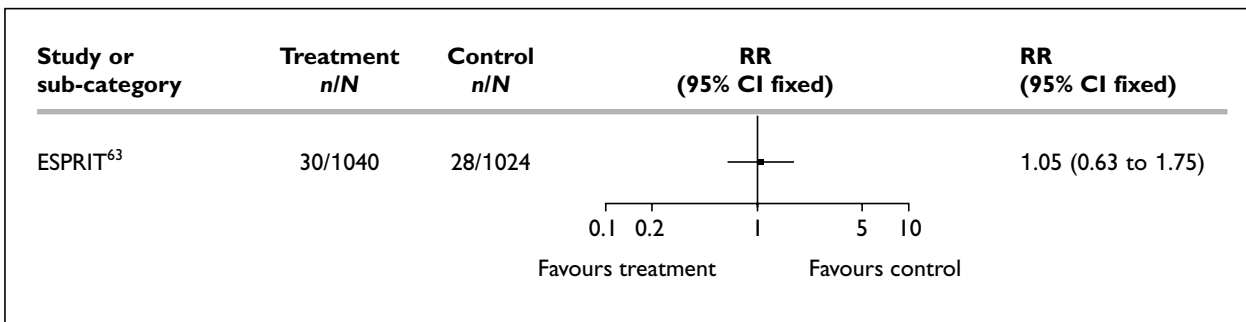 Study or Treatment Control RR RR
sub-category n/N n/N (95% CI fixed) (95% CI fixed)
ESPRIT63 30/1040 28/1024 1.05 (0.63 to 1.75)
0.1 0.2 1 5 10
Favours treatment Favours control